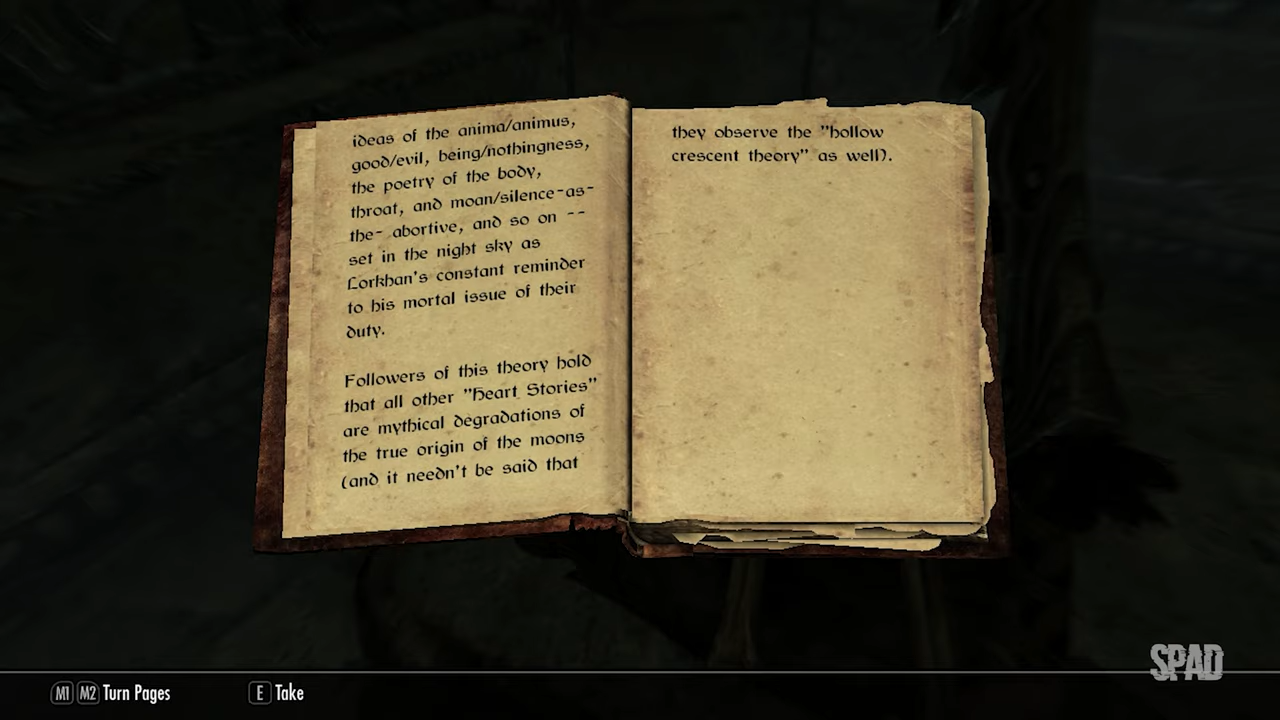 ideas of the anima/animus,
good/evil, being/nothingness,
the poetry of the body,
throat, and moan/silence-as-
the- abortive, and so on --
set in the night sky as
Lorkhan's constant reminder
to his mortal issue of their
duty.
Followers of this theory hold
that all other "Heart Stories"
are mythical degradations of
the true origin of the moons
(and it needn't be said that
they observe the "hollow
crescent theory" as well).
SPAD
M1 M2 Turn Pages E Take